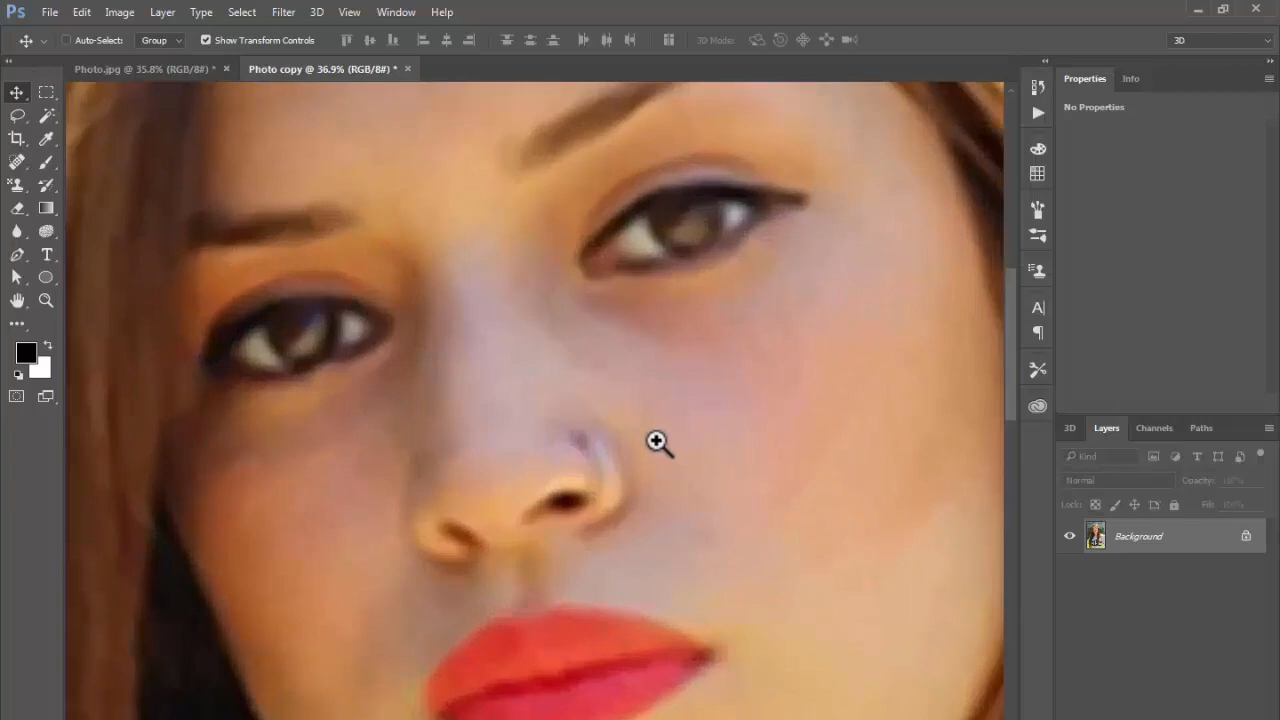 Ps File Edit Image Layer Type Select Filter 3D View Window Help
Auto-Select: Group Show Transform Controls 3D Mode: 3D
Photo.jpg @ 35.8% (RGB/8#) * Photo copy @ 36.9% (RGB/8#) *
Properties Info
No Properties
3D Layers Channels Paths
Kind
Normal Opacity: 100%
Lock: Fill: 100%
Background